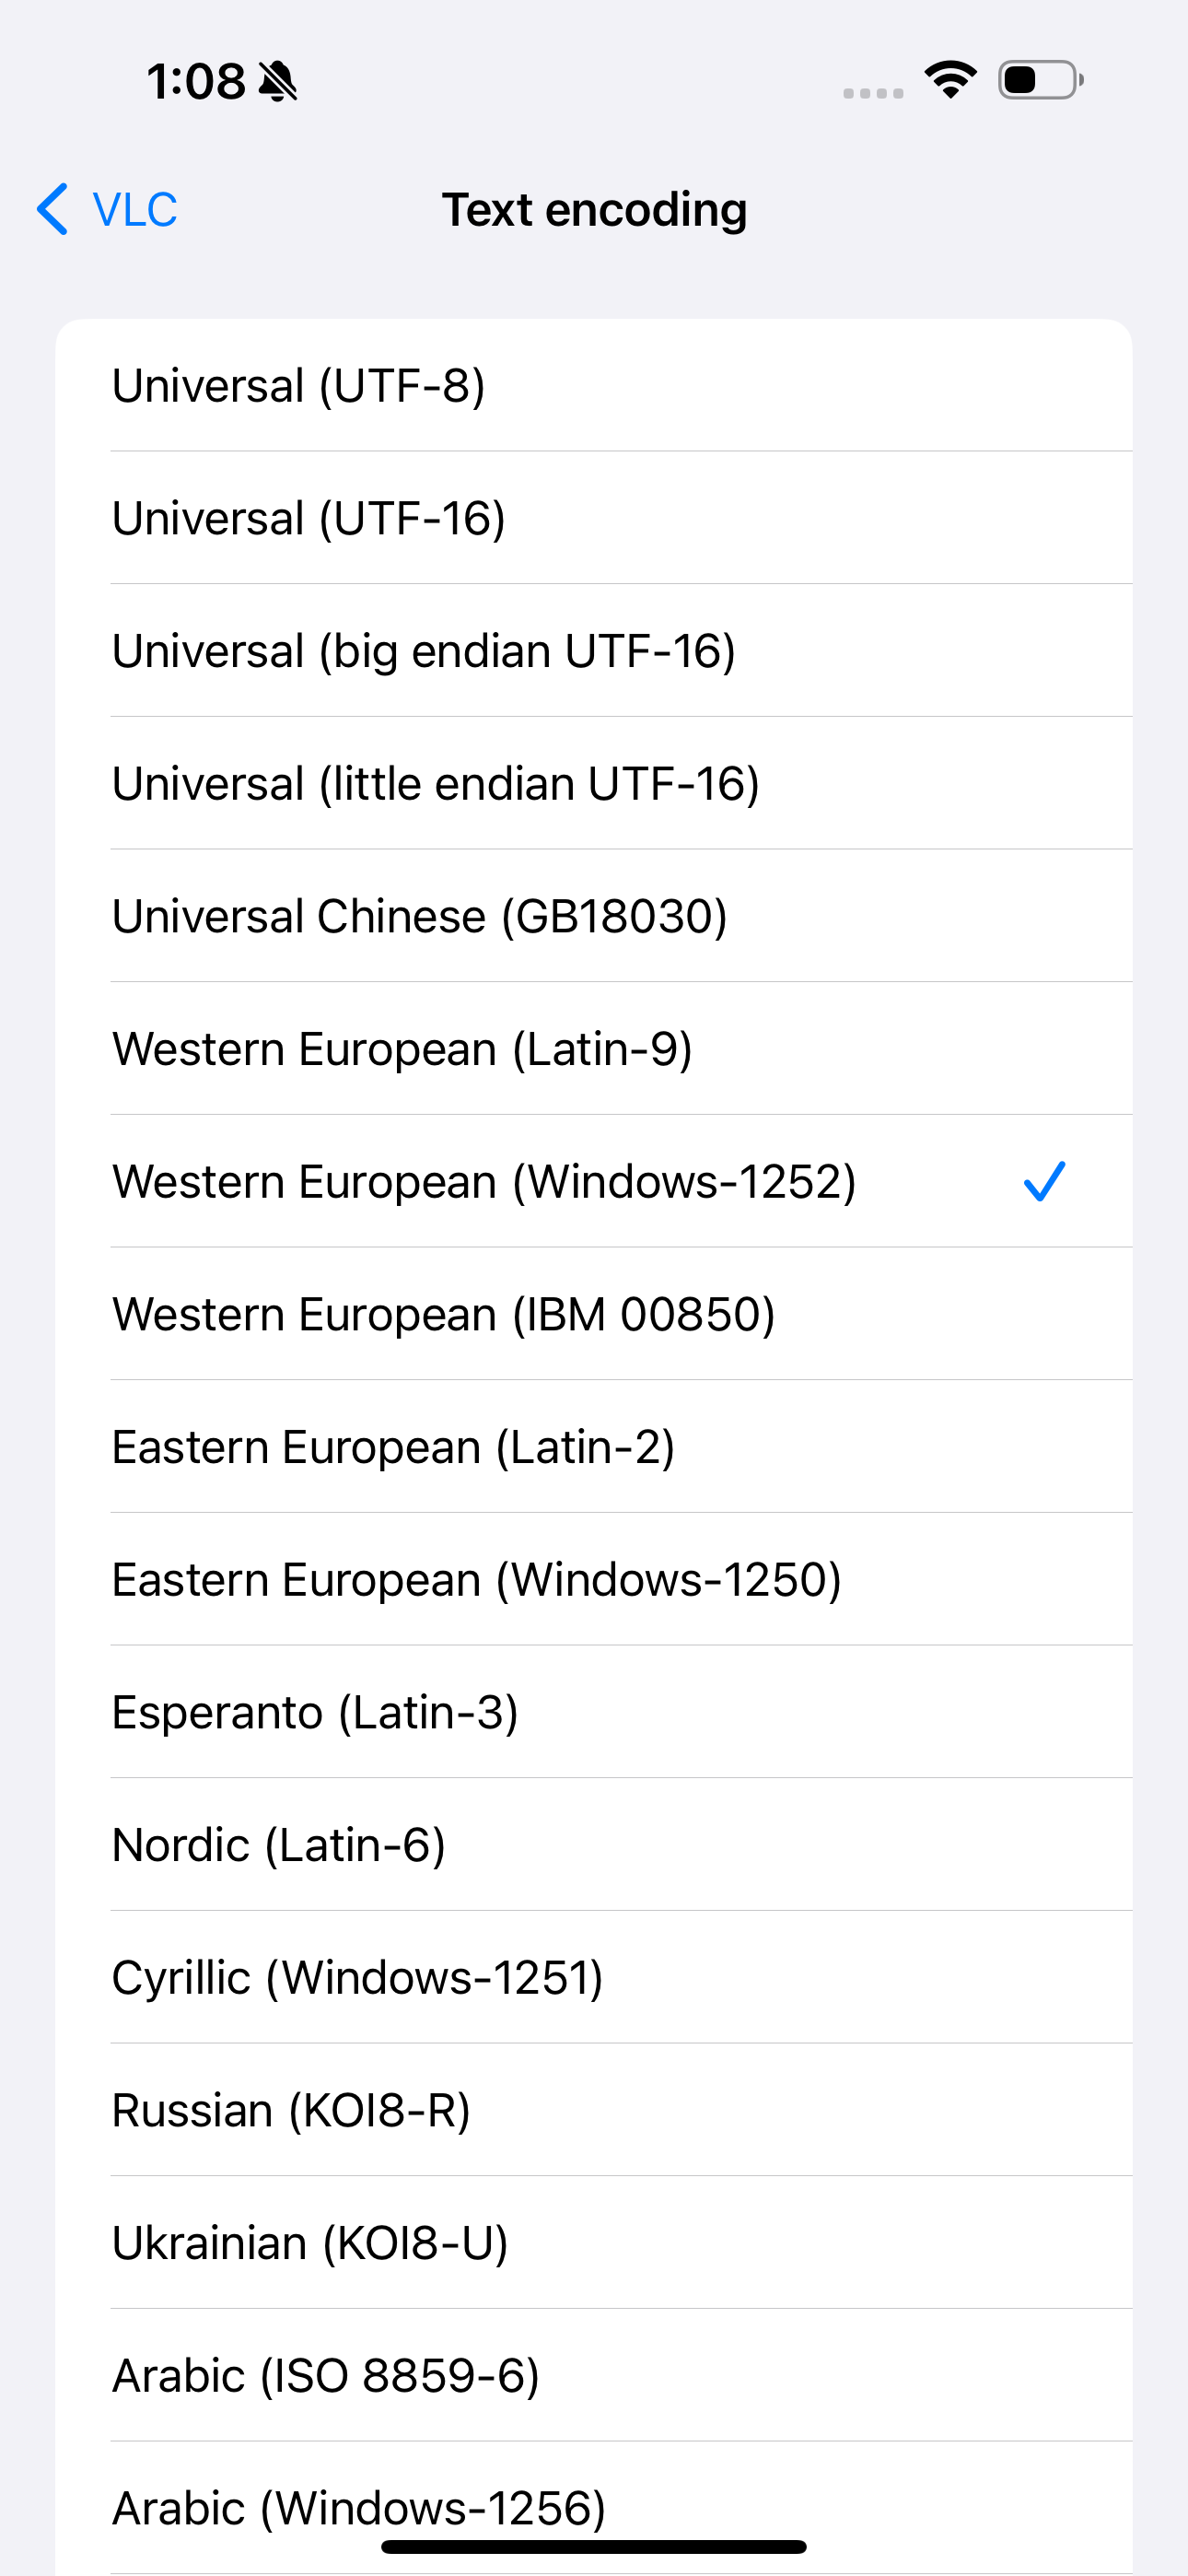 1:08
VLC
Text encoding
Universal (UTF-8)
Universal (UTF-16)
Universal (big endian UTF-16)
Universal (little endian UTF-16)
Universal Chinese (GB18030)
Western European (Latin-9)
Western European (Windows-1252)
Western European (IBM 00850)
Eastern European (Latin-2)
Eastern European (Windows-1250)
Esperanto (Latin-3)
Nordic (Latin-6)
Cyrillic (Windows-1251)
Russian (KOI8-R)
Ukrainian (KOI8-U)
Arabic (ISO 8859-6)
Arabic (Windows-1256)